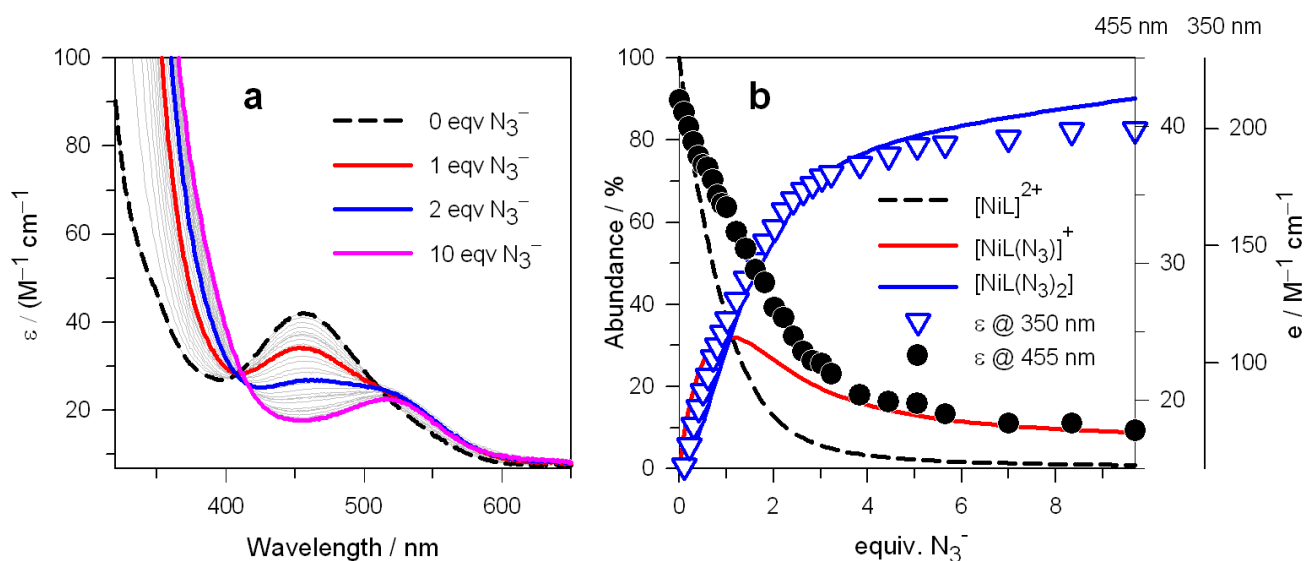 455 nm 350 nm
a
0 eqv N₃⁻
1 eqv N₃⁻
2 eqv N₃⁻
10 eqv N₃⁻
ε / (M⁻¹ cm⁻¹)
100
80
60
40
20
400
500
600
Wavelength / nm
b
[NiL]²⁺
[NiL(N₃)]⁺
[NiL(N₃)₂]
ε @ 350 nm
ε @ 455 nm
Abundance / %
100
80
60
40
20
0
0
2
4
6
8
equiv. N₃⁻
40
30
20
200
150
100
e / M⁻¹ cm⁻¹